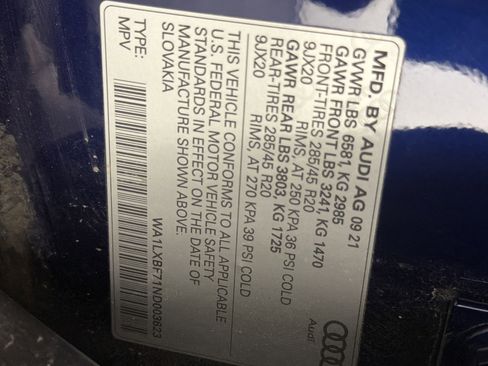 MFD. BY AUDI AG 09 21
GVWR LBS 6581, KG 2985
GAWR FRONT LBS 3241, KG 1470
FRONT-TIRES 285/45 R20
9JX20 RIMS, AT 250 KPA 36 PSI COLD
GAWR REAR LBS 3803, KG 1725
REAR-TIRES 285/45 R20
9JX20 RIMS, AT 270 KPA 39 PSI COLD
THIS VEHICLE CONFORMS TO ALL APPLICABLE
U.S. FEDERAL MOTOR VEHICLE SAFETY
STANDARDS IN EFFECT ON THE DATE OF
MANUFACTURE SHOWN ABOVE.
SLOVAKIA
WA1LXBF71ND003623
TYPE:
MPV
Audi